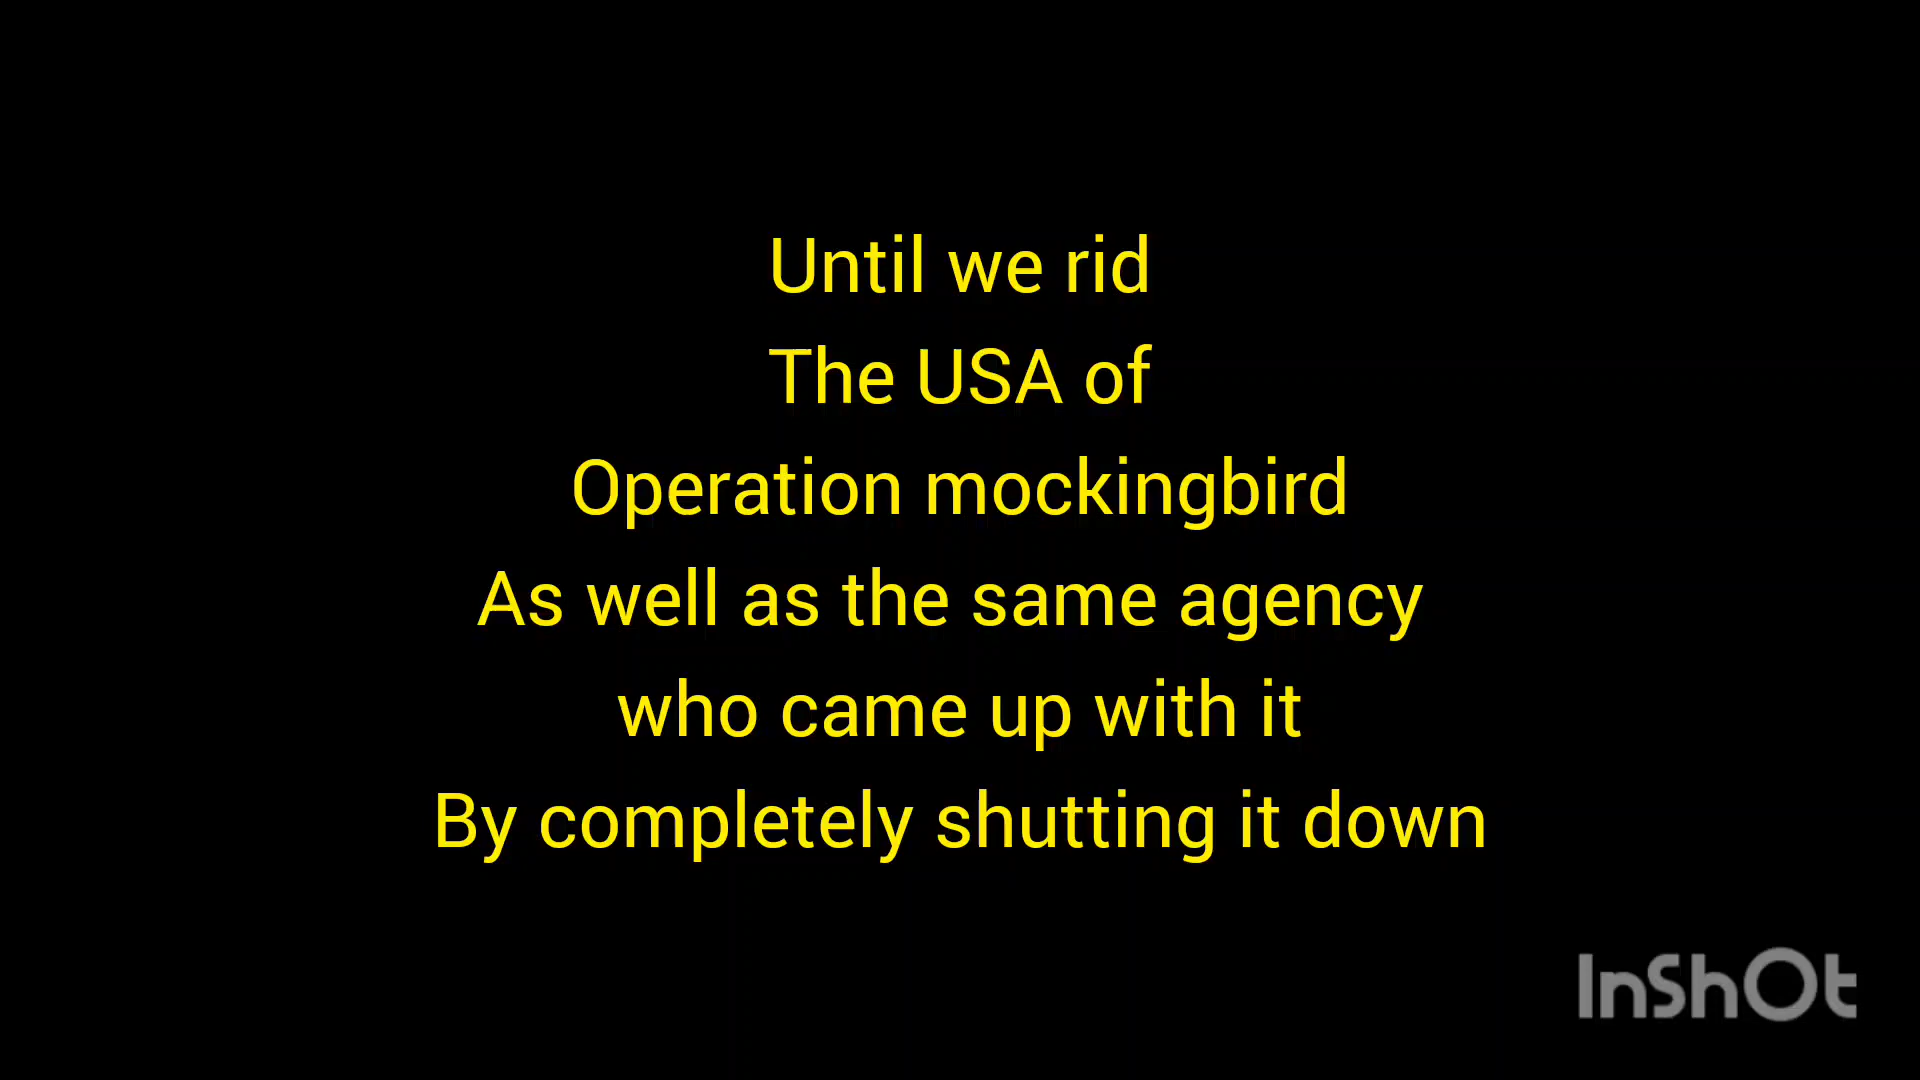 Until we rid
The USA of
Operation mockingbird
As well as the same agency
who came up with it
By completely shutting it down
InShOt